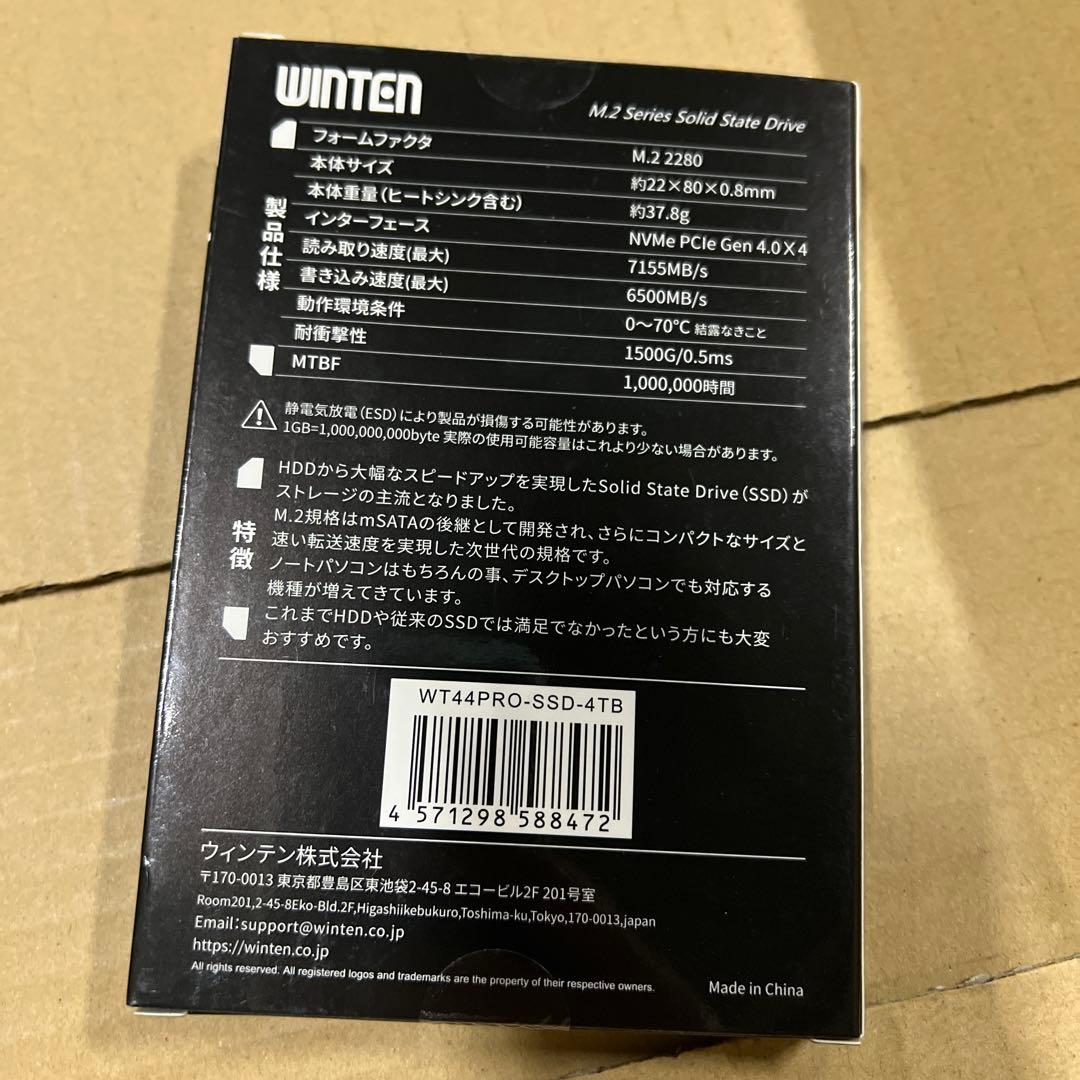 WINTEN
M.2 Series Solid State Drive
製品仕様
フォームファクタ M.2 2280
本体サイズ 約22×80×0.8mm
本体重量(ヒートシンク含む) 約37.8g
インターフェース NVMe PCIe Gen 4.0×4
読み取り速度(最大) 7155MB/s
書き込み速度(最大) 6500MB/s
動作環境条件 0〜70℃ 結露なきこと
耐衝撃性 1500G/0.5ms
MTBF 1,000,000時間
静電気放電(ESD)により製品が損傷する可能性があります。
1GB=1,000,000,000byte 実際の使用可能容量はこれより少ない場合があります。
特徴
HDDから大幅なスピードアップを実現したSolid State Drive(SSD)が
ストレージの主流となりました。
M.2規格はmSATAの後継として開発され、さらにコンパクトなサイズと
速い転送速度を実現した次世代の規格です。
ノートパソコンはもちろんの事、デスクトップパソコンでも対応する
機種が増えてきています。
これまでHDDや従来のSSDでは満足でなかったという方にも大変
おすすめです。
WT44PRO-SSD-4TB
4 571298 588472
ウィンテン株式会社
〒170-0013 東京都豊島区東池袋2-45-8 エコービル2F 201号室
Room201,2-45-8Eko-Bld.2F,Higashiikebukuro,Toshima-ku,Tokyo,170-0013,japan
Email:support@winten.co.jp
https://winten.co.jp
All rights reserved. All registered logos and trademarks are the property of their respective owners.
Made in China